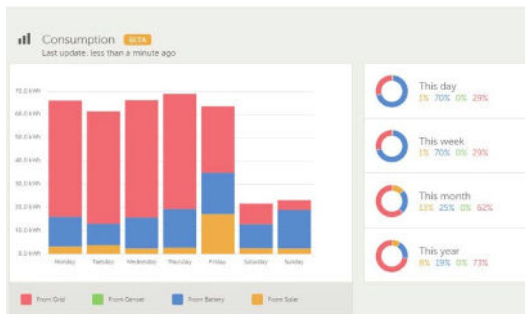 Consumption BETA
Last update: less than a minute ago
70.0 kWh
60.0 kWh
50.0 kWh
40.0 kWh
30.0 kWh
20.0 kWh
10.0 kWh
0.0 kWh
Monday Tuesday Wednesday Thursday Friday Saturday Sunday
From Grid From Genset From Battery From Solar
This day
1% 70% 0% 29%
This week
1% 70% 0% 29%
This month
13% 25% 0% 62%
This year
8% 19% 0% 73%